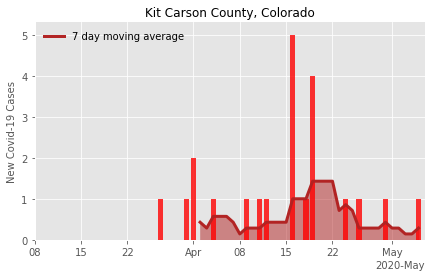 Kit Carson County, Colorado
7 day moving average
New Covid-19 Cases
5
4
3
2
1
0
08 15 22 Apr 08 15 22 May
2020-May